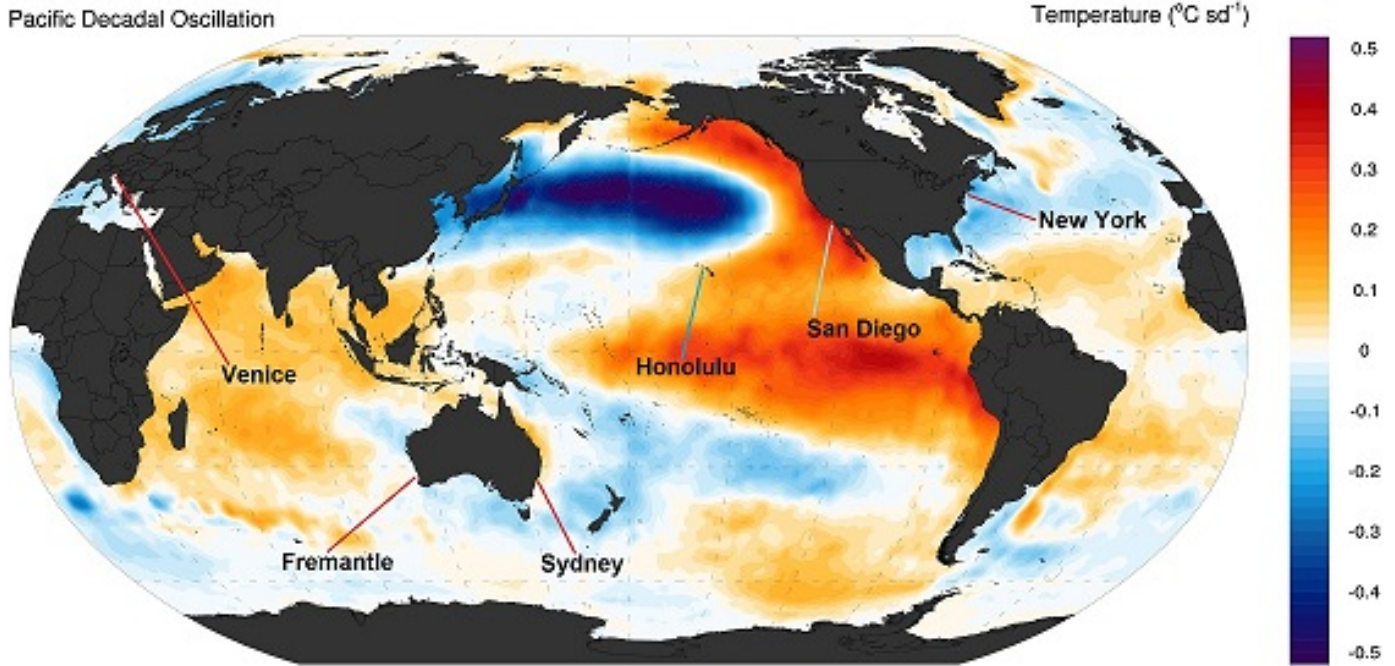 Pacific Decadal Oscillation
Temperature (°C sd⁻¹)
0.5
0.4
0.3
New York
0.2
0.1
San Diego
0
Honolulu
Venice
-0.1
-0.2
-0.3
Fremantle
Sydney
-0.4
-0.5